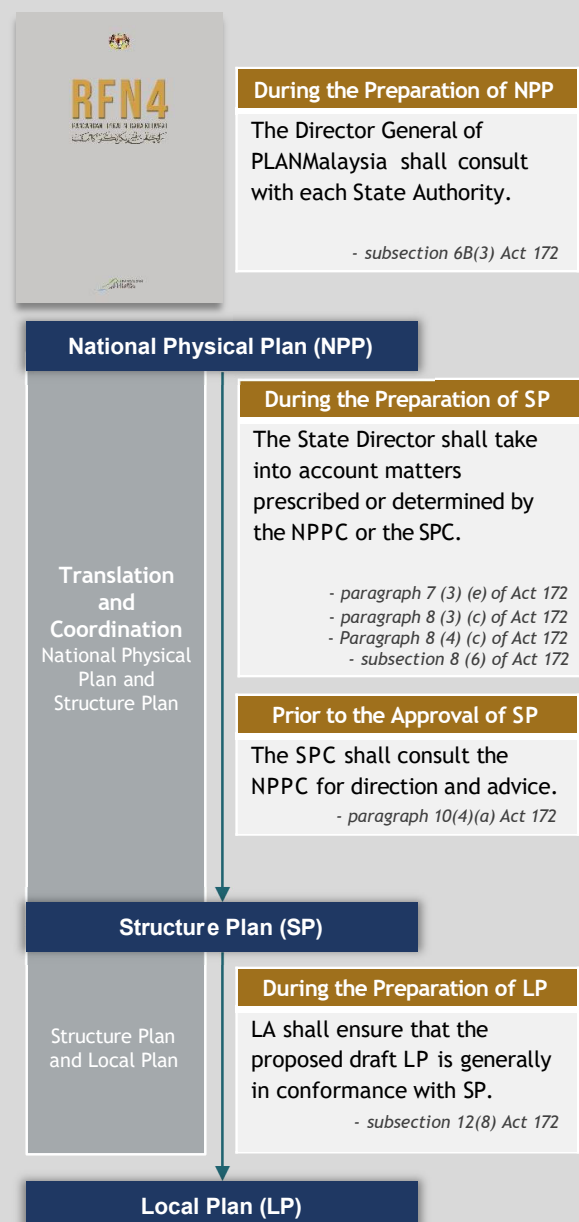 RFN4
During the Preparation of NPP
The Director General of
PLANMalaysia shall consult
with each State Authority.
- subsection 6B(3) Act 172
National Physical Plan (NPP)
Translation
and
Coordination
National Physical
Plan and
Structure Plan
During the Preparation of SP
The State Director shall take
into account matters
prescribed or determined by
the NPPC or the SPC.
- paragraph 7 (3) (e) of Act 172
- paragraph 8 (3) (c) of Act 172
- Paragraph 8 (4) (c) of Act 172
- subsection 8 (6) of Act 172
Prior to the Approval of SP
The SPC shall consult the
NPPC for direction and advice.
- paragraph 10(4)(a) Act 172
Structure Plan (SP)
Structure Plan
and Local Plan
During the Preparation of LP
LA shall ensure that the
proposed draft LP is generally
in conformance with SP.
- subsection 12(8) Act 172
Local Plan (LP)